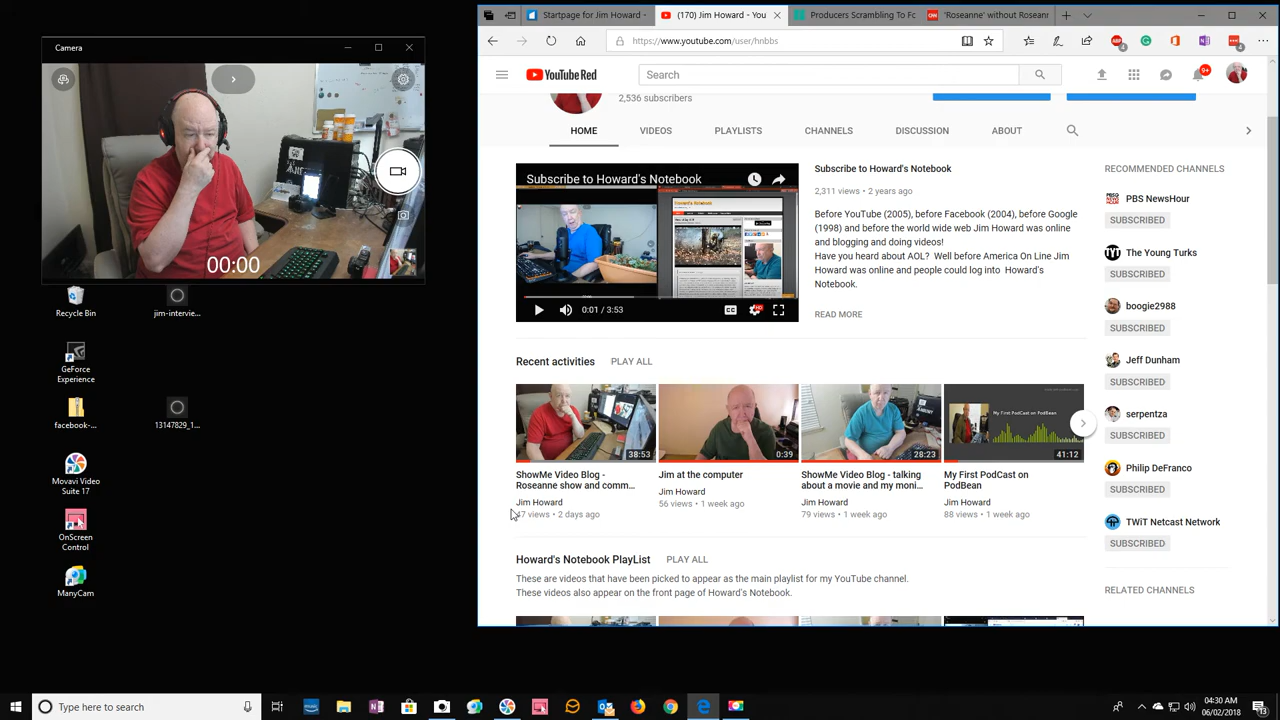 Camera
00:00
Recycle Bin
jim-intervie...
GeForce
Experience
facebook-...
13147829_1...
Movavi Video
Suite 17
OnScreen
Control
ManyCam
Startpage for Jim Howard -
(170) Jim Howard - You
Producers Scrambling To Fo
'Roseanne' without Roseann
https://www.youtube.com/user/hnbbs
YouTube Red
Search
9+
2,536 subscribers
HOME
VIDEOS
PLAYLISTS
CHANNELS
DISCUSSION
ABOUT
Subscribe to Howard's Notebook
0:01 / 3:53
Subscribe to Howard's Notebook
2,311 views • 2 years ago
Before YouTube (2005), before Facebook (2004), before Google
(1998) and before the world wide web Jim Howard was online
and blogging and doing videos!
Have you heard about AOL? Well before America On Line Jim
Howard was online and people could log into Howard's
Notebook.
READ MORE
Recent activities PLAY ALL
38:53
ShowMe Video Blog -
Roseanne show and comm...
Jim Howard
47 views • 2 days ago
0:39
Jim at the computer
Jim Howard
56 views • 1 week ago
28:23
ShowMe Video Blog - talking
about a movie and my moni...
Jim Howard
79 views • 1 week ago
My First PodCast on PodBean
41:12
My First PodCast on
PodBean
Jim Howard
88 views • 1 week ago
Howard's Notebook PlayList PLAY ALL
These are videos that have been picked to appear as the main playlist for my YouTube channel.
These videos also appear on the front page of Howard's Notebook.
RECOMMENDED CHANNELS
PBS NewsHour
SUBSCRIBED
The Young Turks
SUBSCRIBED
boogie2988
SUBSCRIBED
Jeff Dunham
SUBSCRIBED
serpentza
SUBSCRIBED
Philip DeFranco
SUBSCRIBED
TWiT Netcast Network
SUBSCRIBED
RELATED CHANNELS
Type here to search
04:30 AM
06/02/2018
13